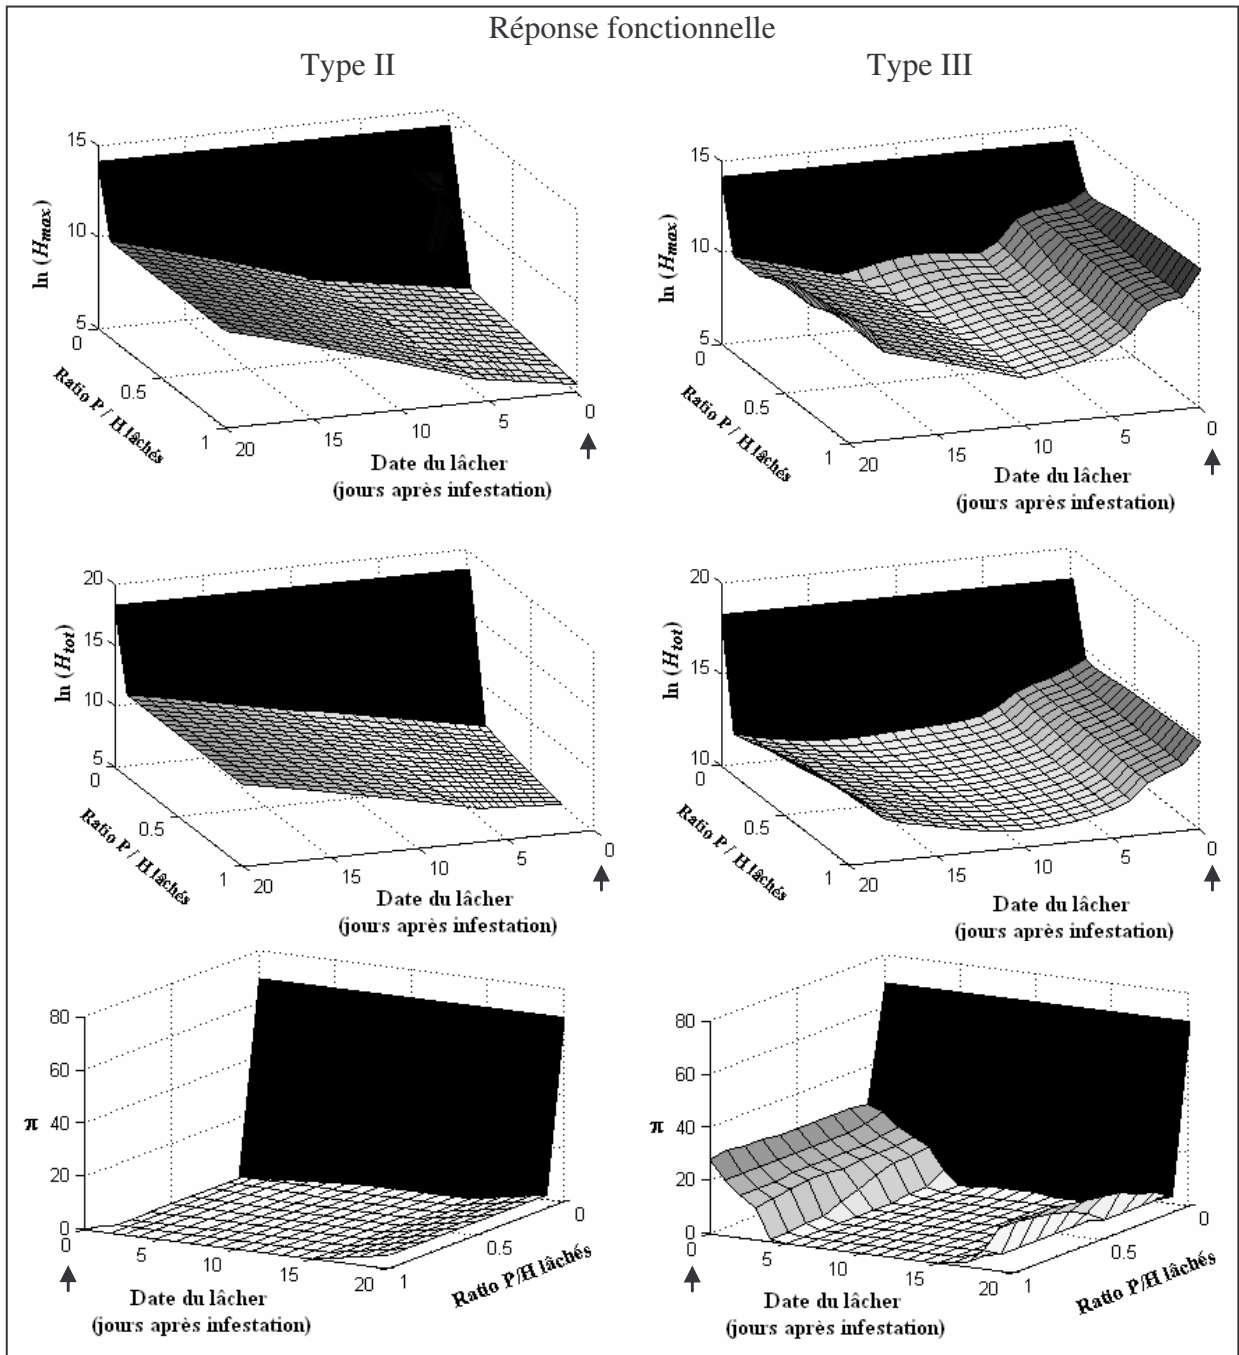 Réponse fonctionnelle
Type II
Type III
15
10
5
ln (Hmax)
0
0.5
1
Ratio P / H lâchés
20
15
10
5
0
Date du lâcher
(jours après infestation)
15
10
5
ln (Hmax)
0
0.5
1
Ratio P / H lâchés
20
15
10
5
0
Date du lâcher
(jours après infestation)
20
15
10
5
ln (Htot)
0
0.5
1
Ratio P / H lâchés
20
15
10
5
0
Date du lâcher
(jours après infestation)
20
15
10
ln (Htot)
0
0.5
1
Ratio P / H lâchés
20
15
10
5
0
Date du lâcher
(jours après infestation)
80
60
40
20
0
π
0
5
10
15
20
Date du lâcher
(jours après infestation)
1
0.5
0
Ratio P/H lâchés
80
60
40
20
0
π
0
5
10
15
20
Date du lâcher
(jours après infestation)
1
0.5
0
Ratio P/H lâchés